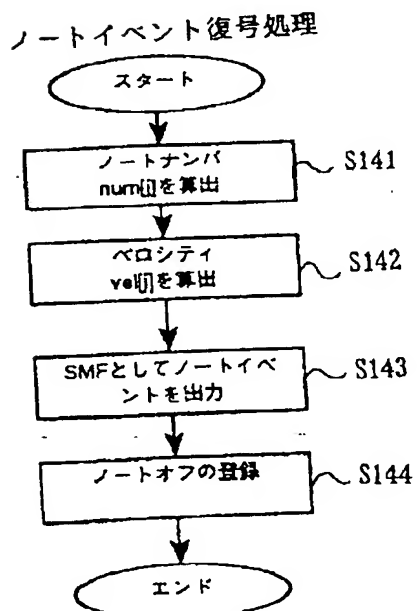 ノートイベント復号処理
スタート
ノートナンバ
num[j]を算出
S141
ベロシティ
vel[j]を算出
S142
SMFとしてノートイベ
ントを出力
S143
ノートオフの登録
S144
エンド